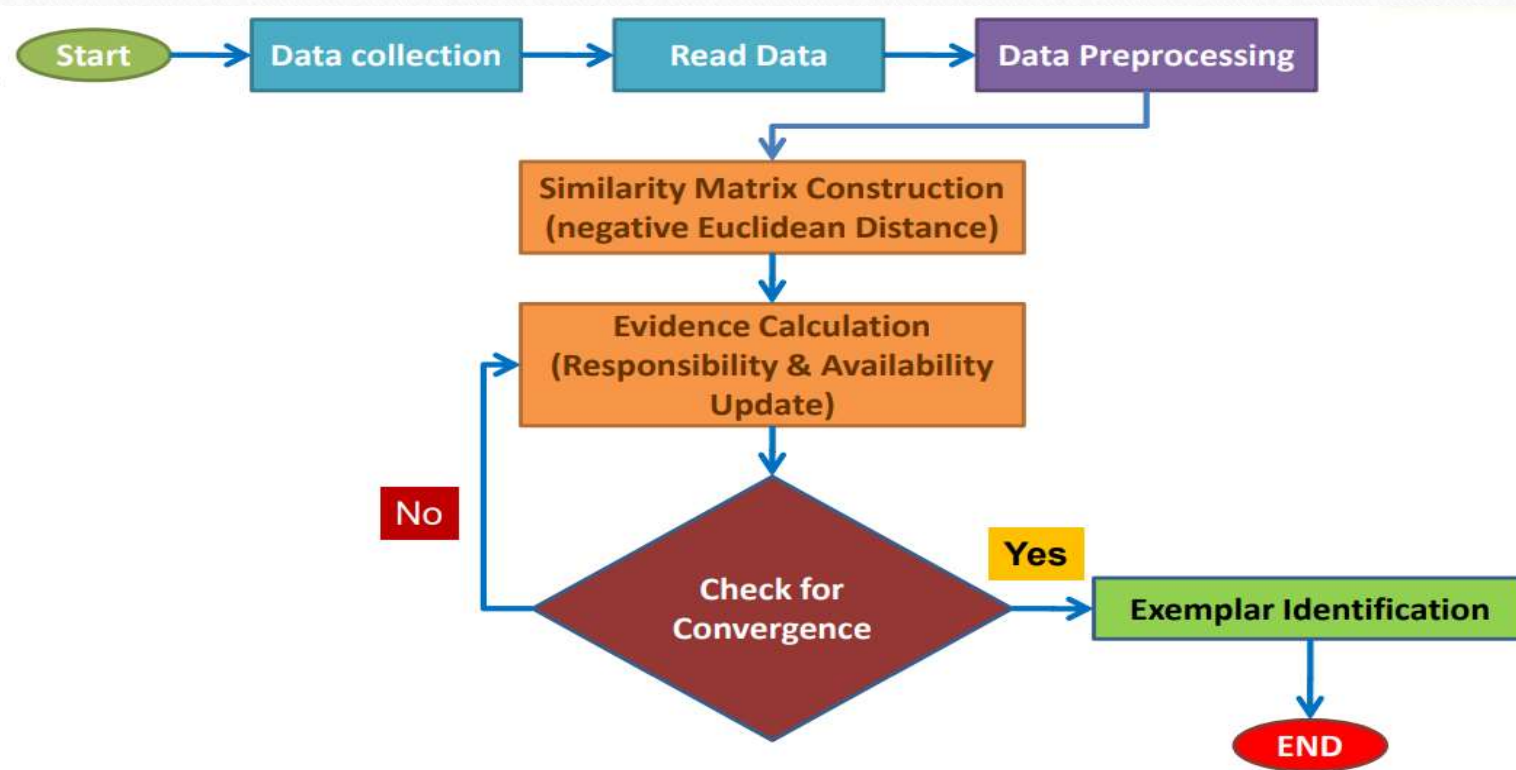 Start
Data collection
Read Data
Data Preprocessing
Similarity Matrix Construction
(negative Euclidean Distance)
Evidence Calculation
(Responsibility & Availability
Update)
No
Check for
Convergence
Yes
Exemplar Identification
END